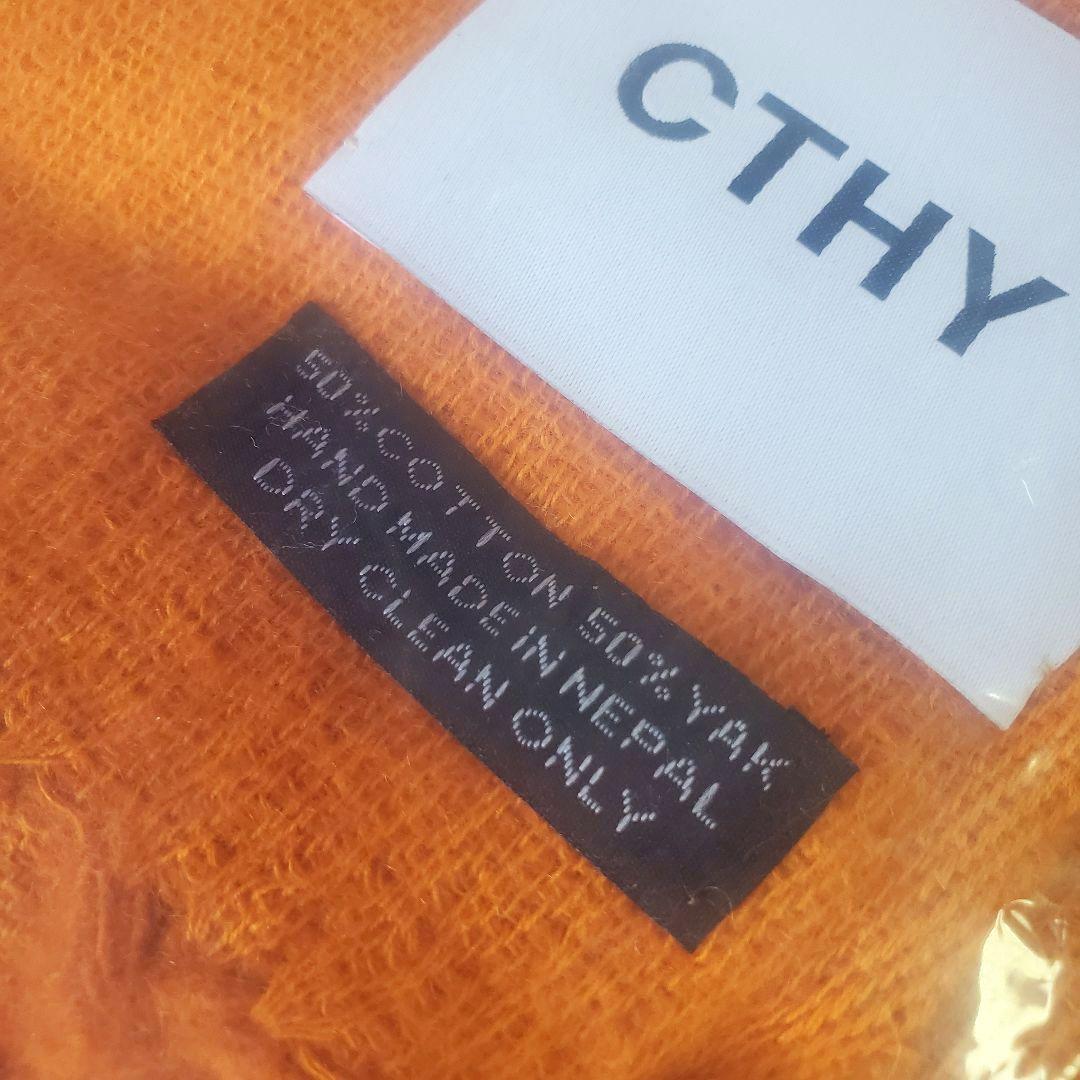 CTHY
50% COTTON 50% YAK
HAND MADE IN NEPAL
DRY CLEAN ONLY